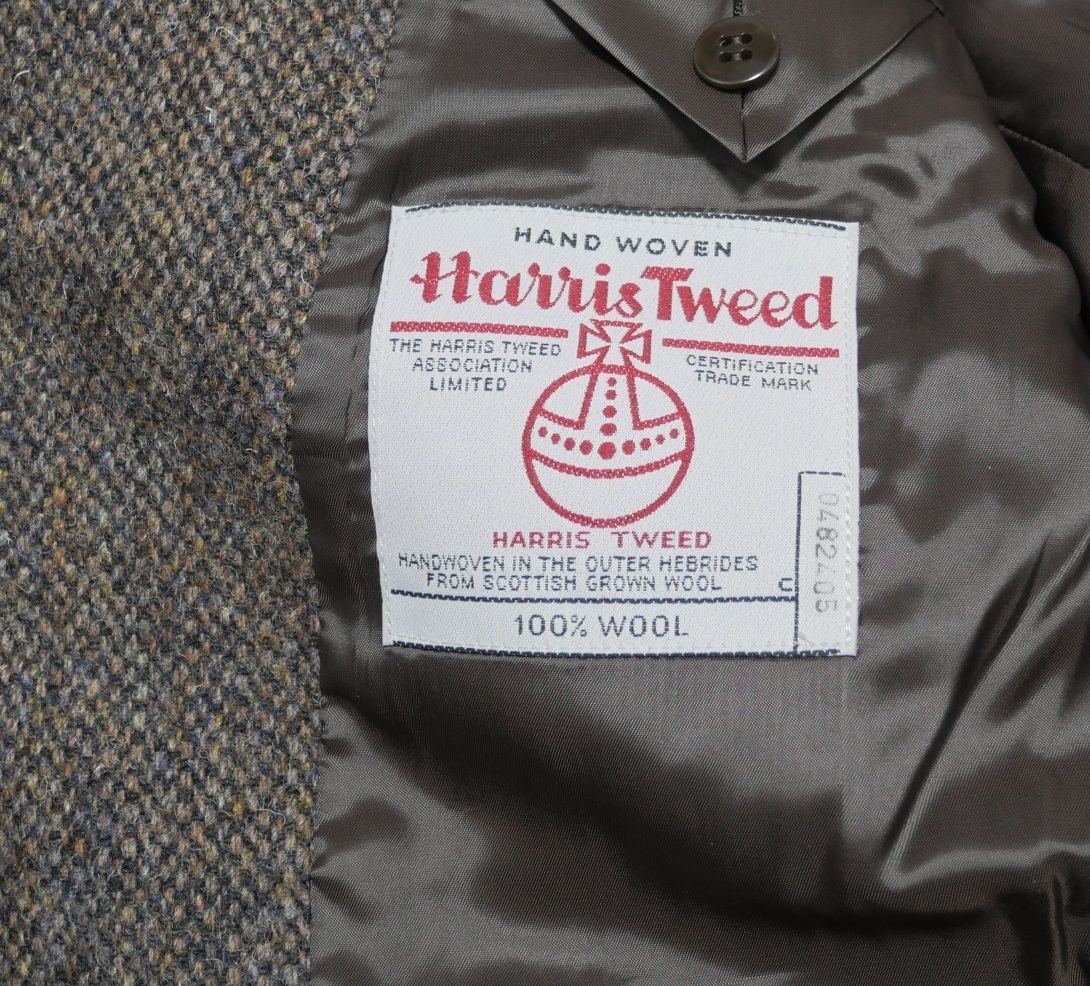 HAND WOVEN
Harris Tweed
THE HARRIS TWEED
ASSOCIATION
LIMITED
CERTIFICATION
TRADE MARK
HARRIS TWEED
HANDWOVEN IN THE OUTER HEBRIDES
FROM SCOTTISH GROWN WOOL
C
100% WOOL
0482405